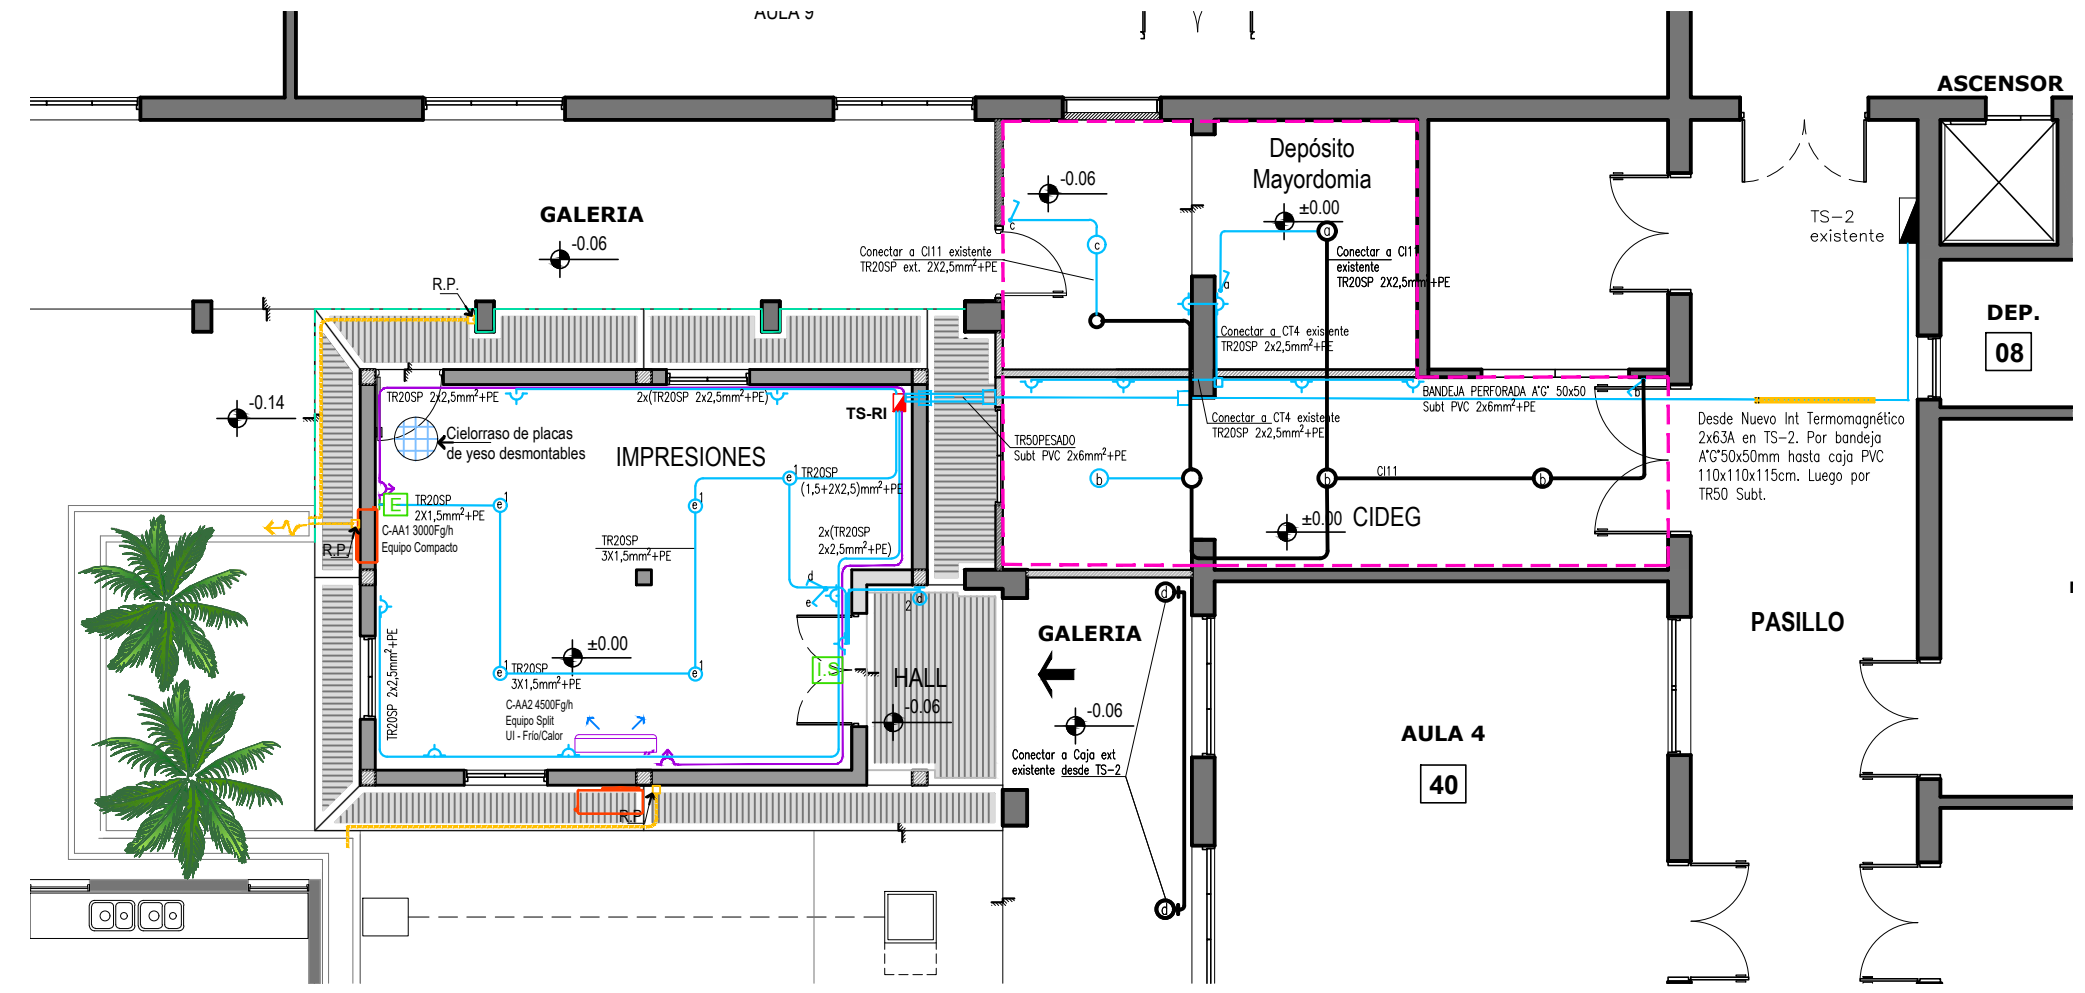 AULA 9
ASCENSOR
Depósito
Mayordomia
-0.06
±0.00
GALERIA
-0.06
TS-2
existente
c
c
a
Conectar a CI11 existente
TR20SP ext. 2X2,5mm²+PE
Conectar a CI11
existente
TR20SP 2X2,5mm²+PE
R.P.
a
DEP.
08
Conectar a CT4 existente
TR20SP 2x2,5mm²+PE
-0.14
TR20SP 2x2,5mm²+PE
2x(TR20SP 2x2,5mm²+PE)
TS-RI
BANDEJA PERFORADA A°G° 50x50
Subt PVC 2x6mm²+PE
b
Conectar a CT4 existente
TR20SP 2x2,5mm²+PE
Desde Nuevo Int Termomagnético
2x63A en TS-2. Por bandeja
A°G°50x50mm hasta caja PVC
110x110x115cm. Luego por
TR50 Subt.
Cielorraso de placas
de yeso desmontables
IMPRESIONES
TR50PESADO
Subt PVC 2x6mm²+PE
e
1
TR20SP
(1,5+2X2,5)mm²+PE
b
b
CI11
b
E
TR20SP
2X1,5mm²+PE
e
1
e
1
C-AA1 3000Fg/h
Equipo Compacto
R.P.
TR20SP
3X1,5mm²+PE
2x(TR20SP
2x2,5mm²+PE)
±0.00
CIDEG
d
e
2
d
d
GALERIA
PASILLO
±0.00
e
1
TR20SP
3X1,5mm²+PE
e
1
I.S
HALL
-0.06
TR20SP 2x2,5mm²+PE
C-AA2 4500Fg/h
Equipo Split
UI - Frío/Calor
-0.06
AULA 4
40
Conectar a Caja ext
existente desde TS-2
R.P.
d